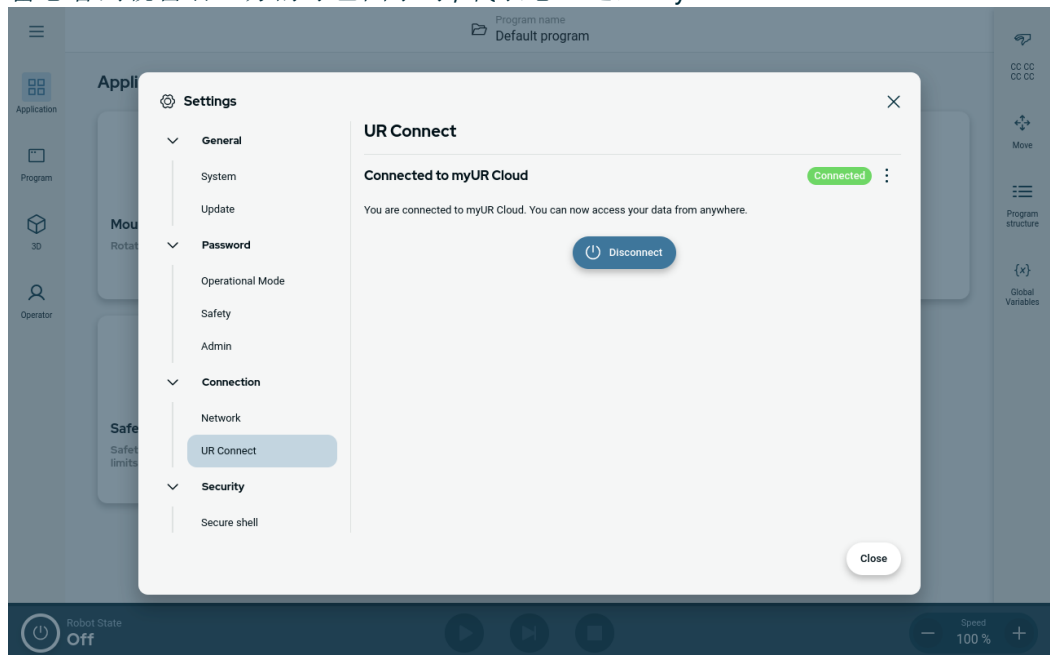 Program name
Default program
Application
Program
3D
Operator
Appli
Mou
Rotat
Safe
Safet
limits
Settings
General
System
Update
Password
Operational Mode
Safety
Admin
Connection
Network
UR Connect
Security
Secure shell
UR Connect
Connected to myUR Cloud
Connected
You are connected to myUR Cloud. You can now access your data from anywhere.
Disconnect
Close
CC CC
CC CC
Move
Program
structure
{x}
Global
Variables
Robot State
Off
Speed
100 %